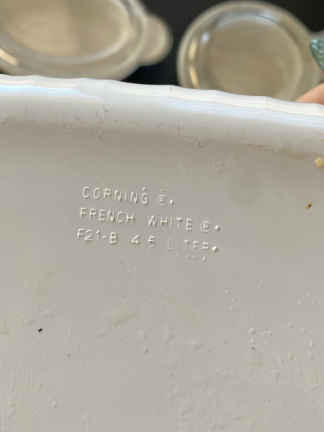 CORNING ®.
FRENCH WHITE ®.
F21-B 4.5 LITER.